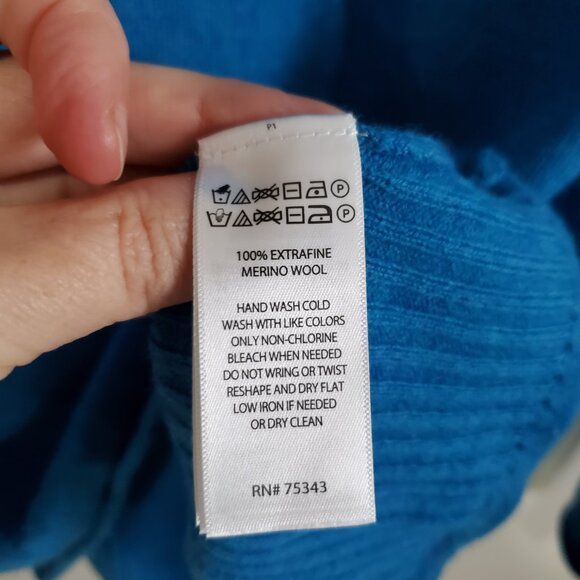 P1
100% EXTRAFINE
MERINO WOOL
HAND WASH COLD
WASH WITH LIKE COLORS
ONLY NON-CHLORINE
BLEACH WHEN NEEDED
DO NOT WRING OR TWIST
RESHAPE AND DRY FLAT
LOW IRON IF NEEDED
OR DRY CLEAN
RN# 75343